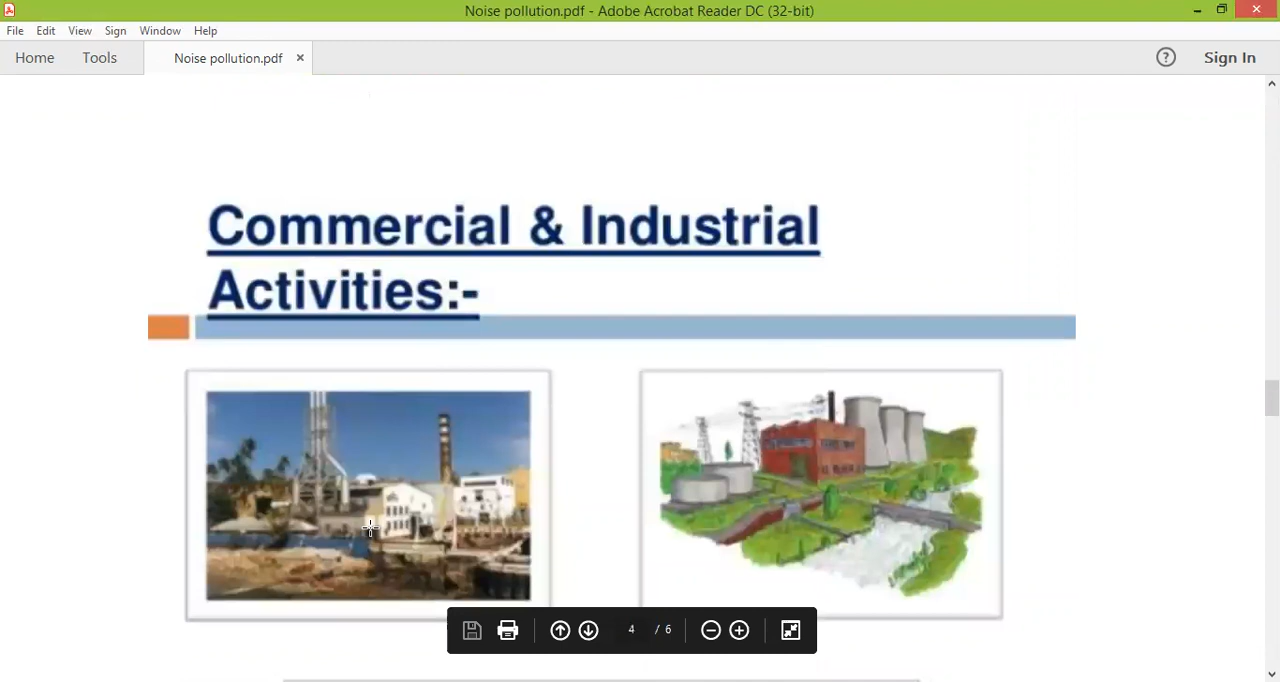 Noise pollution.pdf - Adobe Acrobat Reader DC (32-bit)
File Edit View Sign Window Help
Home Tools Noise pollution.pdf × Sign In
Commercial & Industrial
Activities:-
4 / 6